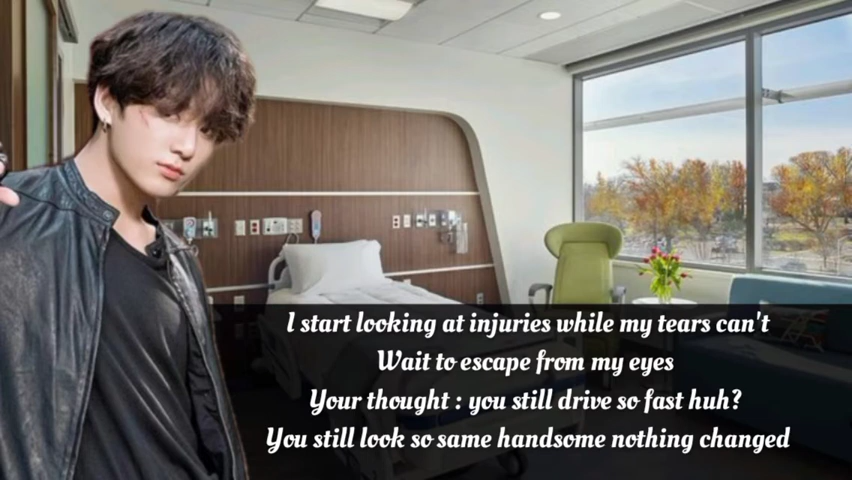 I start looking at injuries while my tears can't
Wait to escape from my eyes
Your thought : you still drive so fast huh?
You still look so same handsome nothing changed